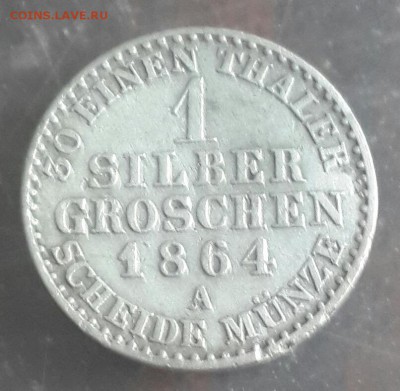 COINS.LAVE.RU
30 EINEN THALER
1
SILBER
GROSCHEN
1864
A
SCHEIDE MÜNZE